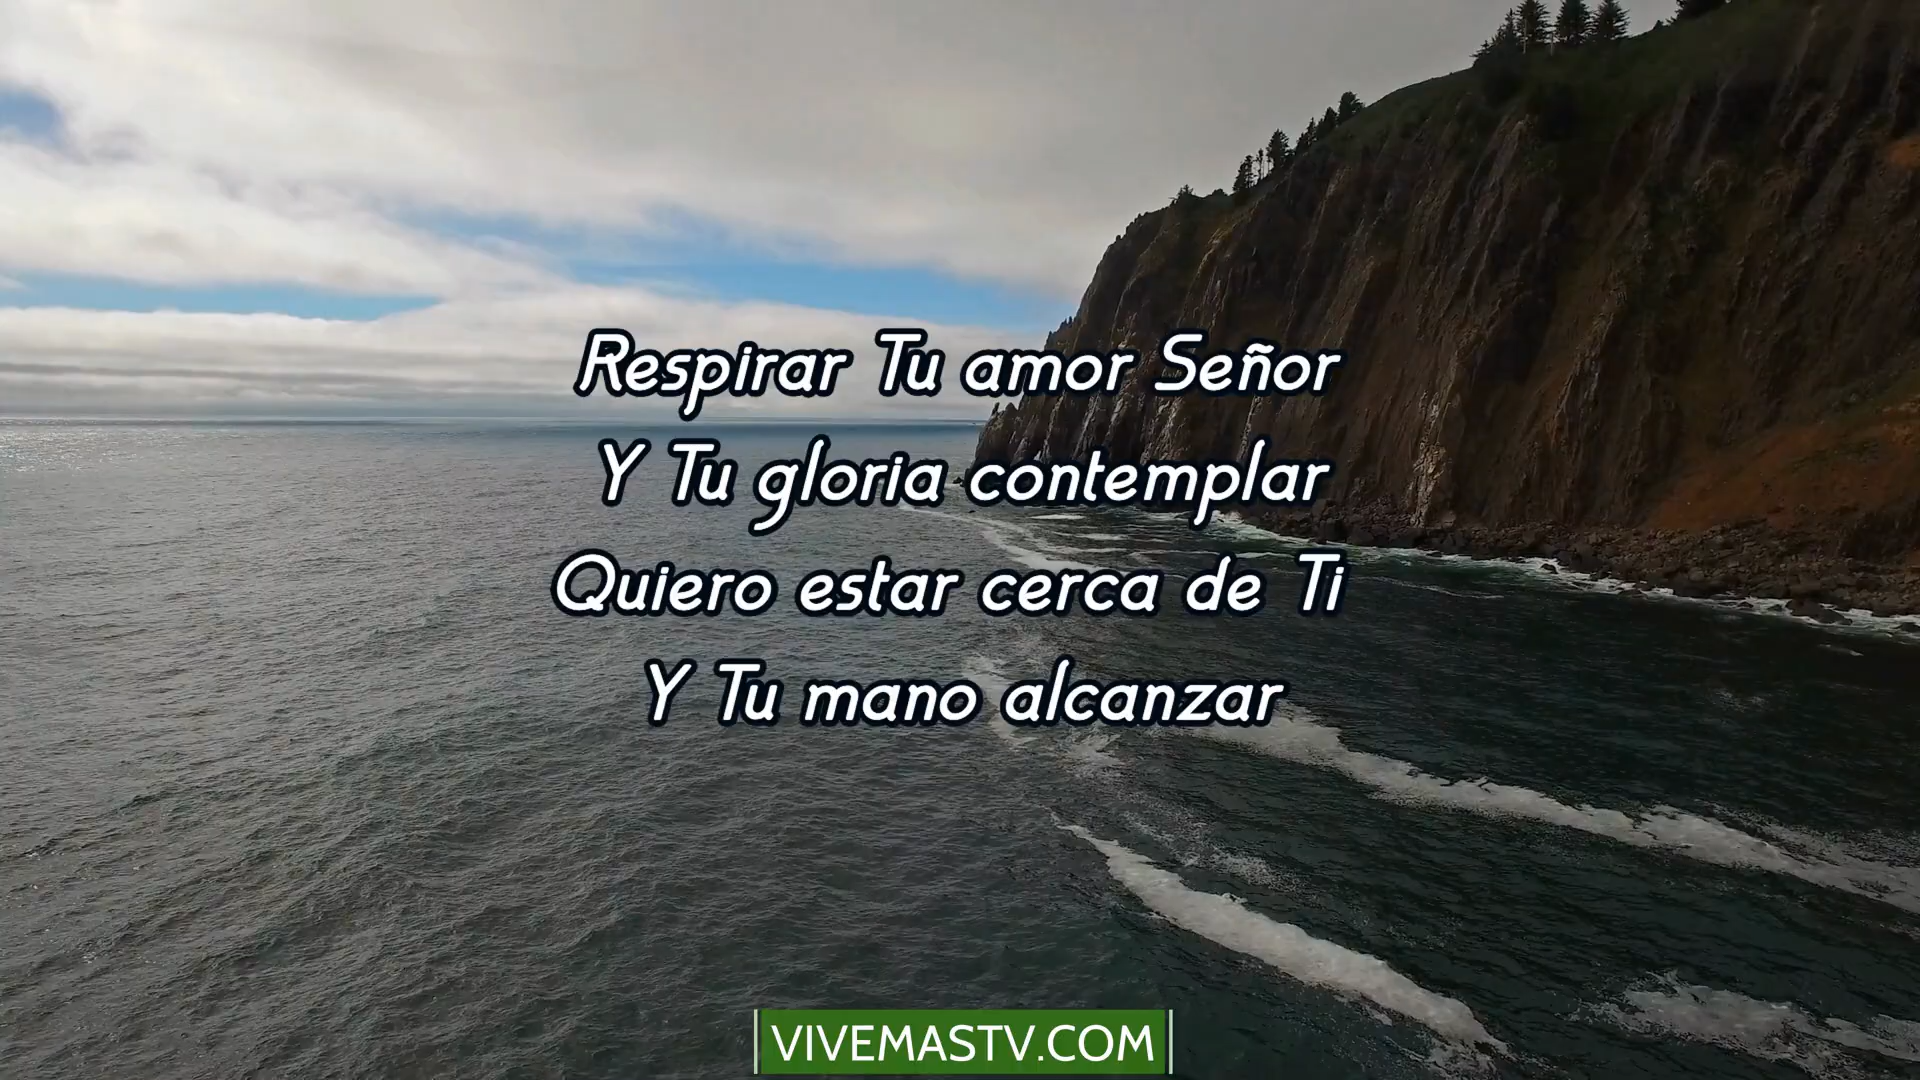 Respirar Tu amor Señor
Y Tu gloria contemplar
Quiero estar cerca de Ti
Y Tu mano alcanzar
VIVEMASTV.COM